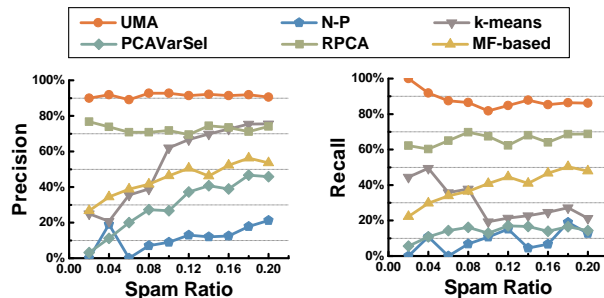 UMA N-P k-means
PCAVarSel RPCA MF-based
Precision
100%
80%
60%
40%
20%
0%
0.00 0.04 0.08 0.12 0.16 0.20
Spam Ratio
Recall
100%
80%
60%
40%
20%
0%
0.00 0.04 0.08 0.12 0.16 0.20
Spam Ratio